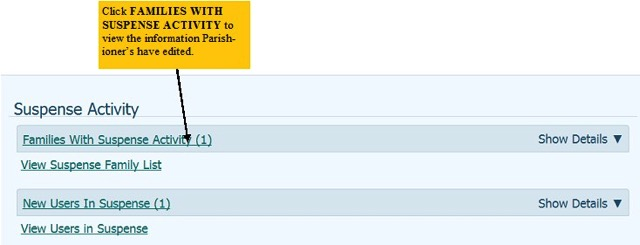 Click FAMILIES WITH
SUSPENSE ACTIVITY to
view the information Parish-
ioner's have edited.
Suspense Activity
Families With Suspense Activity (1)
Show Details ▼
View Suspense Family List
New Users In Suspense (1)
Show Details ▼
View Users in Suspense